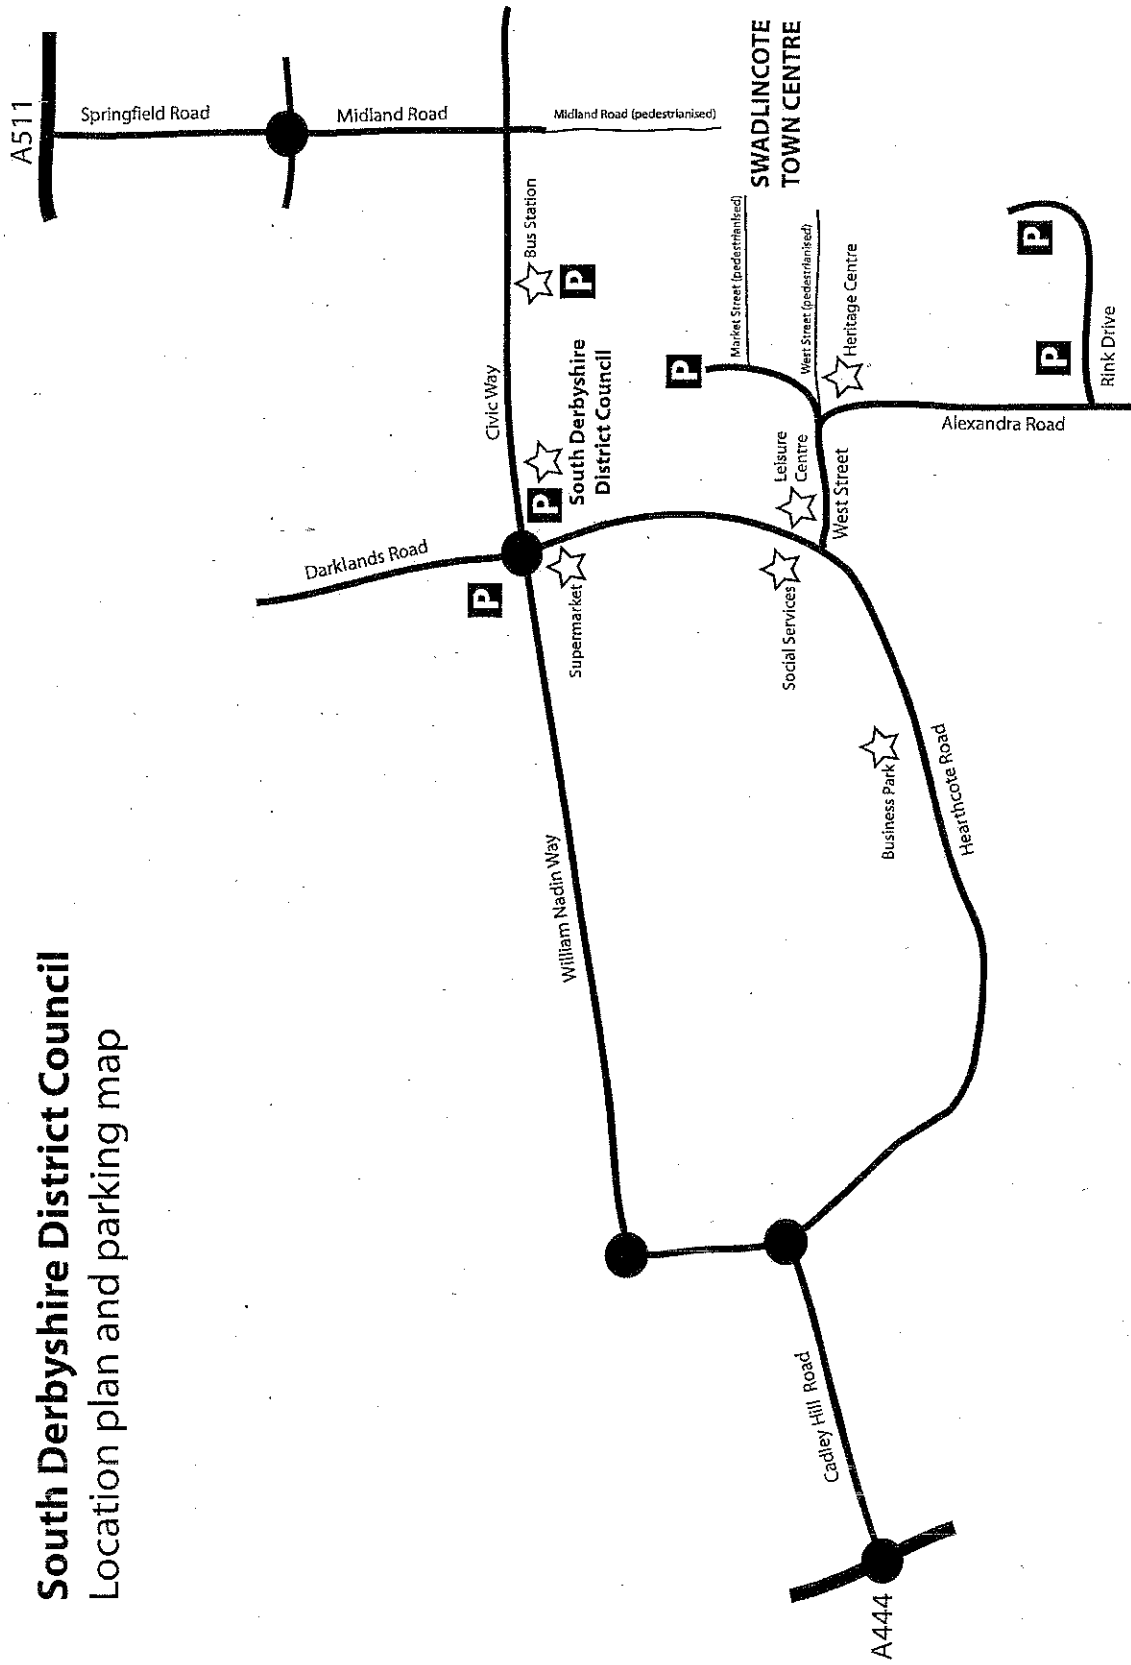 South Derbyshire District Council
Location plan and parking map
A511
Springfield Road
Midland Road
Midland Road (pedestrianised)
SWADLINCOTE
TOWN CENTRE
Bus Station
P
Civic Way
South Derbyshire
District Council
P
Darklands Road
P
Supermarket
P
Market Street (pedestrianised)
West Street (pedestrianised)
Heritage Centre
Leisure
Centre
West Street
Social Services
Alexandra Road
P
P
Rink Drive
William Nadin Way
Business Park
Hearthcote Road
Cadley Hill Road
A444